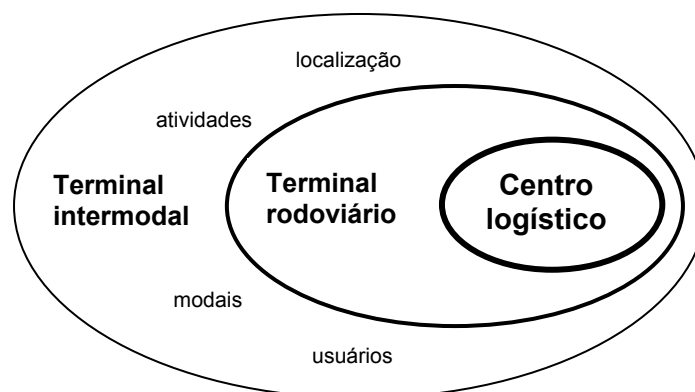 localização
atividades
Terminal
intermodal
Terminal
rodoviário
Centro
logístico
modais
usuários